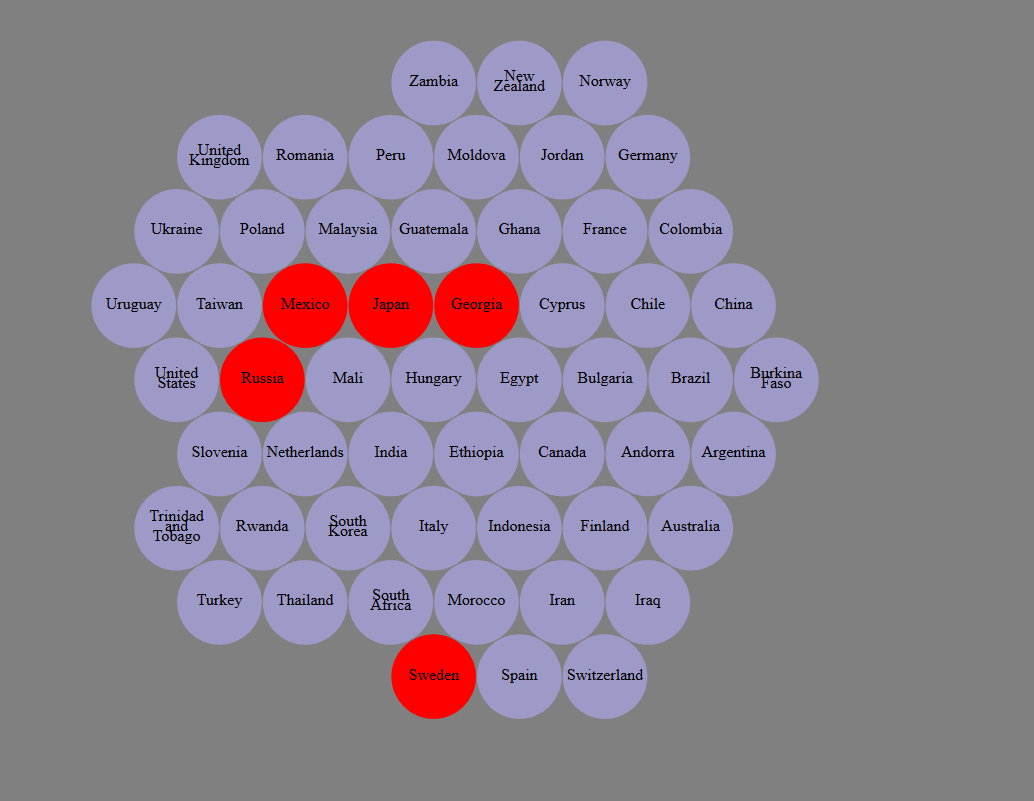 Zambia
New
Zealand
Norway
United
Kingdom
Romania
Peru
Moldova
Jordan
Germany
Ukraine
Poland
Malaysia
Guatemala
Ghana
France
Colombia
Uruguay
Taiwan
Mexico
Japan
Georgia
Cyprus
Chile
China
United
States
Russia
Mali
Hungary
Egypt
Bulgaria
Brazil
Burkina
Faso
Slovenia
Netherlands
India
Ethiopia
Canada
Andorra
Argentina
Trinidad
and
Tobago
Rwanda
South
Korea
Italy
Indonesia
Finland
Australia
Turkey
Thailand
South
Africa
Morocco
Iran
Iraq
Sweden
Spain
Switzerland